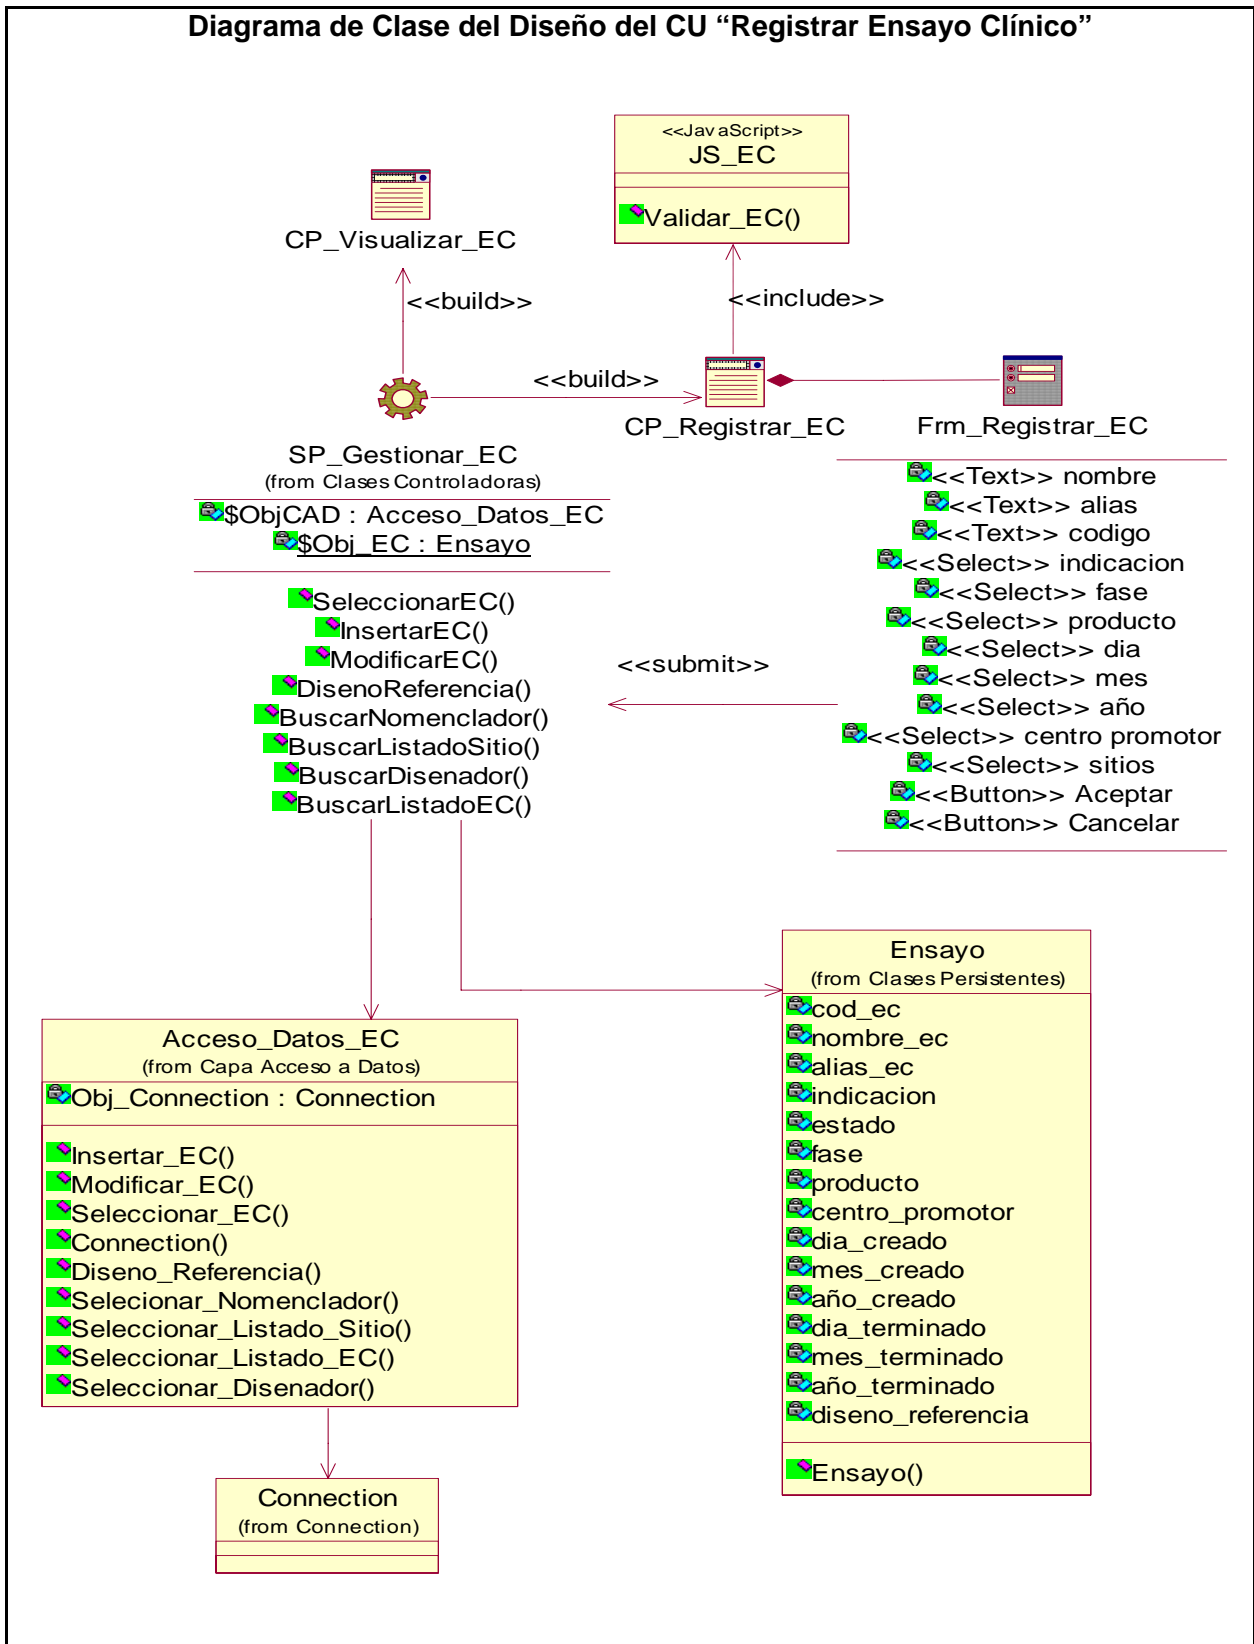 Diagrama de Clase del Diseño del CU “Registrar Ensayo Clínico”
<<JavaScript>>
JS_EC
Validar_EC()
CP_Visualizar_EC
<<build>>
<<include>>
<<build>>
CP_Registrar_EC
Frm_Registrar_EC
<<Text>> nombre
<<Text>> alias
<<Text>> codigo
<<Select>> indicacion
<<Select>> fase
<<Select>> producto
<<Select>> dia
<<Select>> mes
<<Select>> año
<<Select>> centro promotor
<<Select>> sitios
<<Button>> Aceptar
<<Button>> Cancelar
SP_Gestionar_EC
(from Clases Controladoras)
$ObjCAD : Acceso_Datos_EC
$Obj_EC : Ensayo
SeleccionarEC()
InsertarEC()
ModificarEC()
DisenoReferencia()
BuscarNomenclador()
BuscarListadoSitio()
BuscarDisenador()
BuscarListadoEC()
<<submit>>
Ensayo
(from Clases Persistentes)
cod_ec
nombre_ec
alias_ec
indicacion
estado
fase
producto
centro_promotor
dia_creado
mes_creado
año_creado
dia_terminado
mes_terminado
año_terminado
diseno_referencia
Ensayo()
Acceso_Datos_EC
(from Capa Acceso a Datos)
Obj_Connection : Connection
Insertar_EC()
Modificar_EC()
Seleccionar_EC()
Connection()
Diseno_Referencia()
Selecionar_Nomenclador()
Seleccionar_Listado_Sitio()
Seleccionar_Listado_EC()
Seleccionar_Disenador()
Connection
(from Connection)